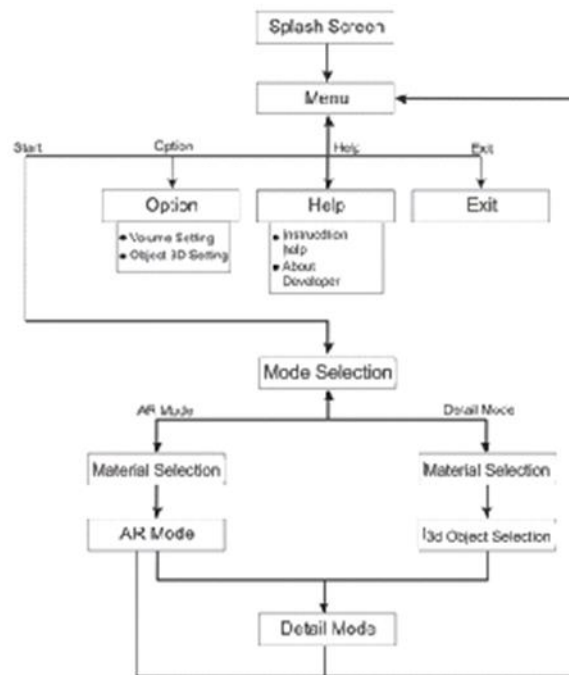 Splash Screen
Menu
Start
Option
Help
Exit
Option
Help
Exit
Volume Setting
Object 3D Setting
Instruction
help
About
Developer
Mode Selection
AR Mode
Detail Mode
Material Selection
Material Selection
AR Mode
3d Object Selection
Detail Mode